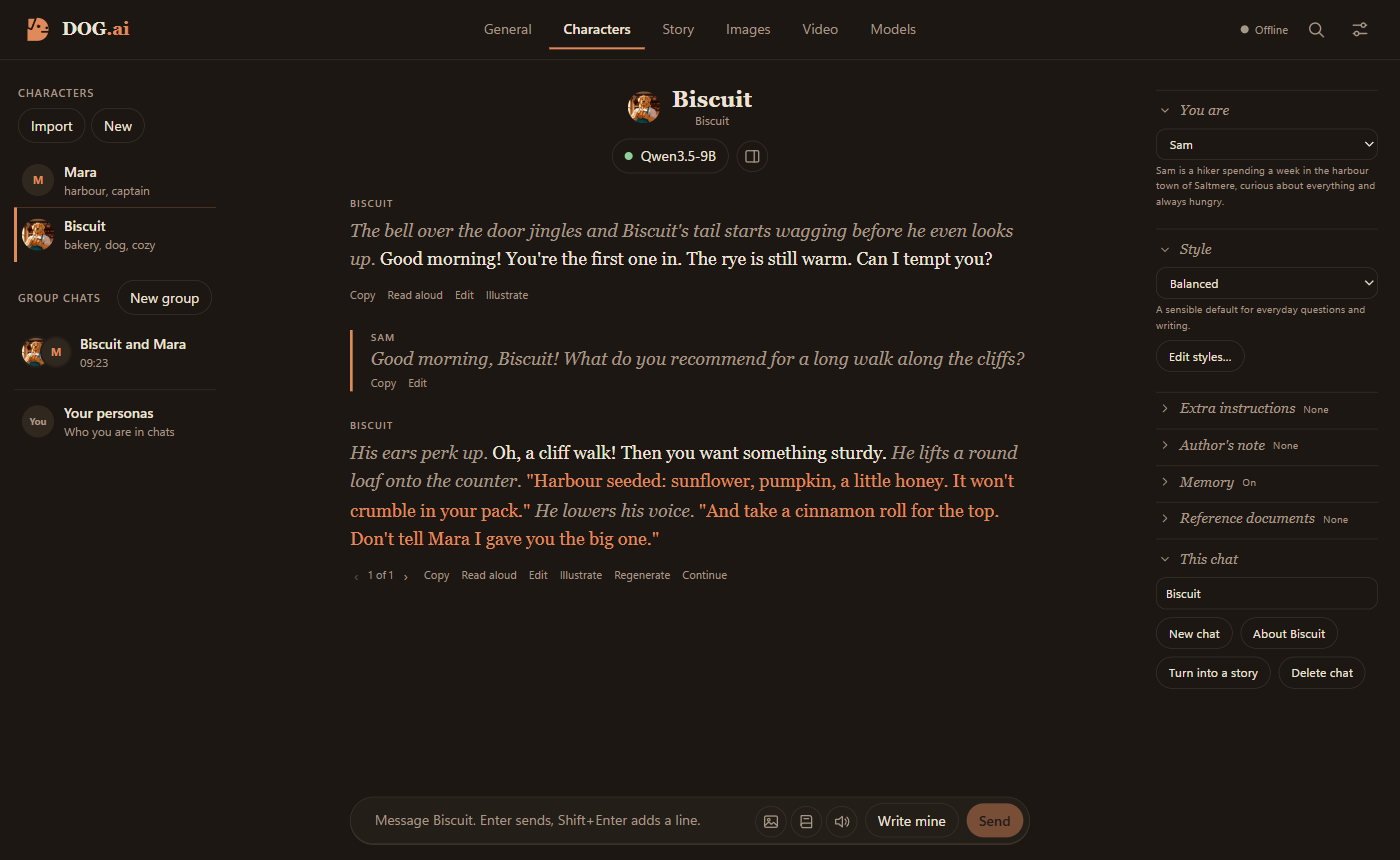 DOG.ai
General
Characters
Story
Images
Video
Models
Offline
CHARACTERS
Import
New
M
Mara
harbour, captain
Biscuit
bakery, dog, cozy
GROUP CHATS
New group
M
Biscuit and Mara
09:23
You
Your personas
Who you are in chats
Biscuit
Biscuit
Qwen3.5-9B
BISCUIT
The bell over the door jingles and Biscuit's tail starts wagging before he even looks
up. Good morning! You're the first one in. The rye is still warm. Can I tempt you?
Copy
Read aloud
Edit
Illustrate
SAM
Good morning, Biscuit! What do you recommend for a long walk along the cliffs?
Copy
Edit
BISCUIT
His ears perk up. Oh, a cliff walk! Then you want something sturdy. He lifts a round
loaf onto the counter. "Harbour seeded: sunflower, pumpkin, a little honey. It won't
crumble in your pack." He lowers his voice. "And take a cinnamon roll for the top.
Don't tell Mara I gave you the big one."
‹ 1 of 1 ›
Copy
Read aloud
Edit
Illustrate
Regenerate
Continue
Message Biscuit. Enter sends, Shift+Enter adds a line.
Write mine
Send
You are
Sam
Sam is a hiker spending a week in the harbour
town of Saltmere, curious about everything and
always hungry.
Style
Balanced
A sensible default for everyday questions and
writing.
Edit styles...
Extra instructions None
Author's note None
Memory On
Reference documents None
This chat
Biscuit
New chat
About Biscuit
Turn into a story
Delete chat